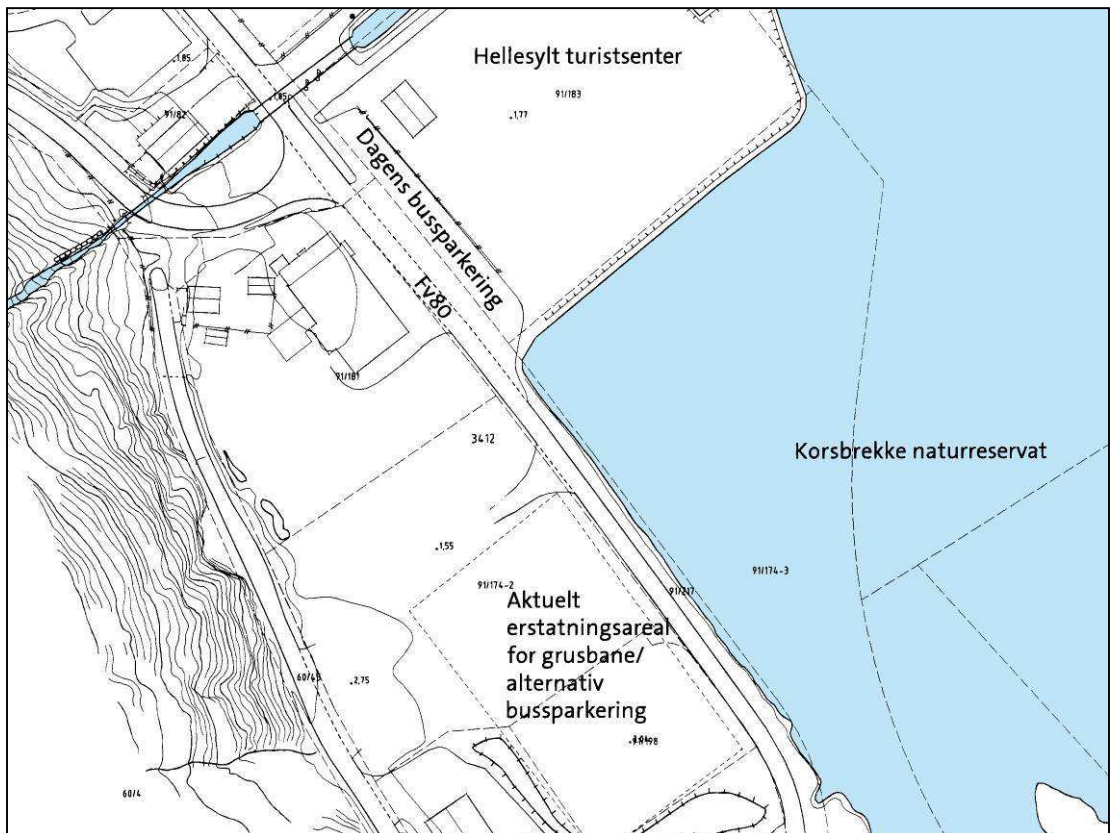 Hellesylt turistsenter
1,85
91/183
1,85
91/82
1,77
Dagens bussparkering
Fv80
91/181
3412
Korsbrekke naturreservat
1,55
91/174-3
91/174-2
91/217
Aktuelt
erstatningsareal
for grusbane/
alternativ
bussparkering
60/45
2,75
60/4